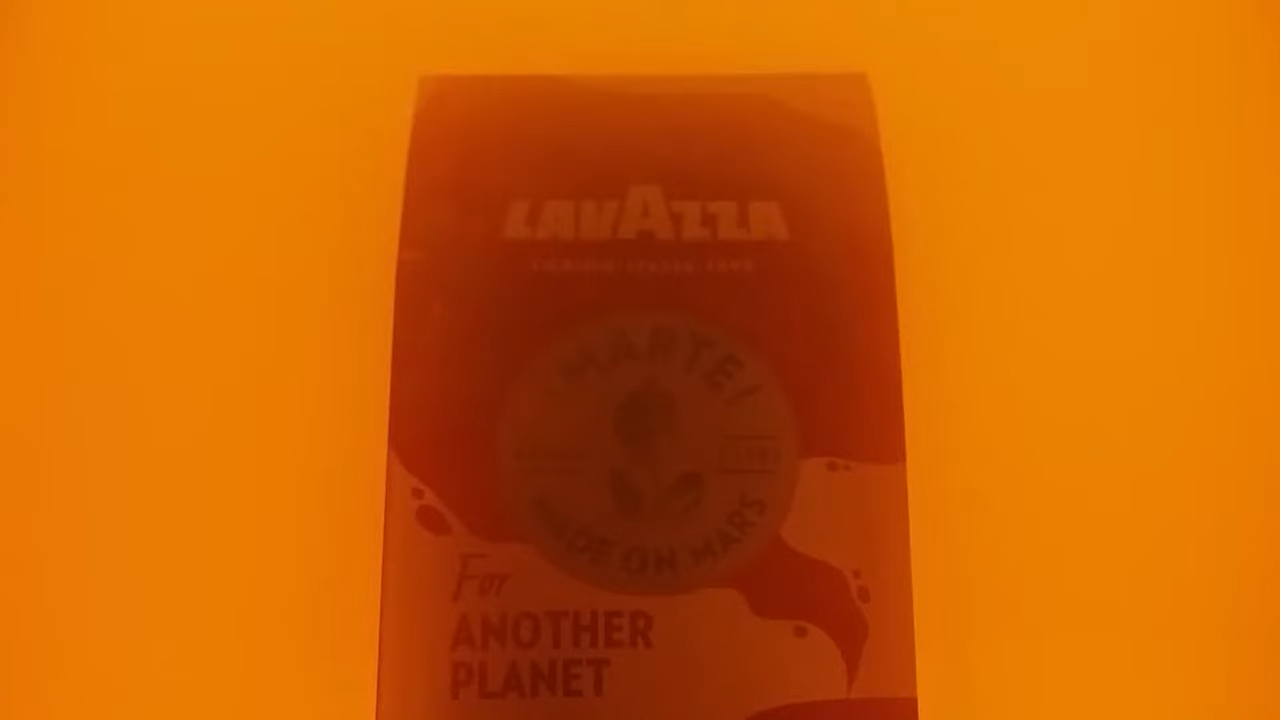 LAVAZZA
¡MARTE!
MADE ON MARS
For
ANOTHER
PLANET